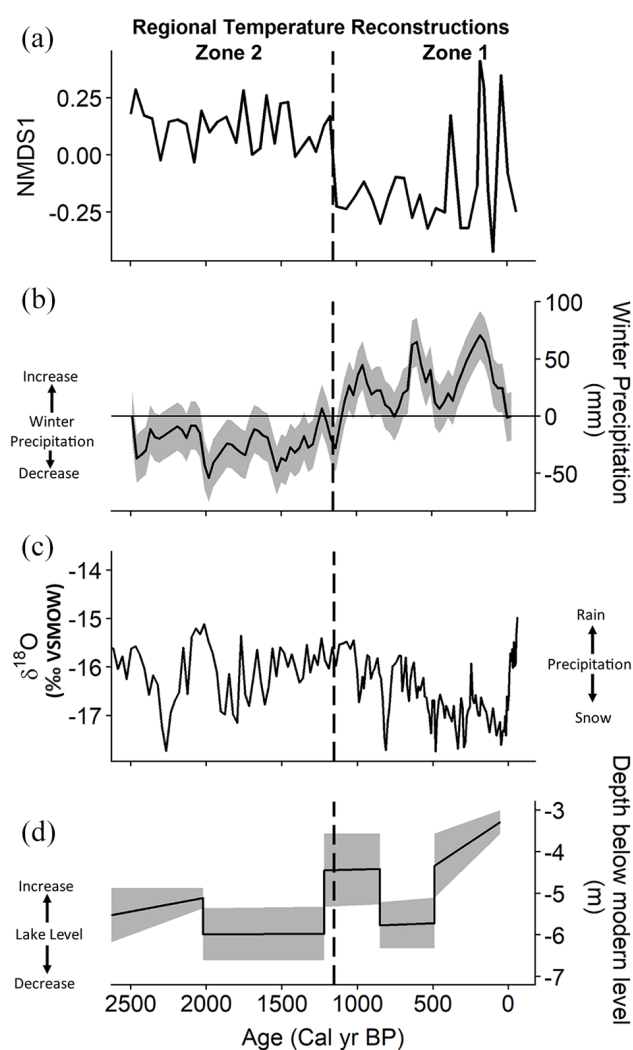 (a)
Regional Temperature Reconstructions
Zone 2
Zone 1
NMDS1
0.25
0.00
-0.25
(b)
Increase
Winter
Precipitation
Decrease
100
50
0
-50
Winter Precipitation
(mm)
(c)
δ18O
(‰ VSMOW)
-14
-15
-16
-17
Rain
Precipitation
Snow
(d)
Increase
Lake Level
Decrease
-3
-4
-5
-6
-7
Depth below modern level
(m)
2500 2000 1500 1000 500 0
Age (Cal yr BP)